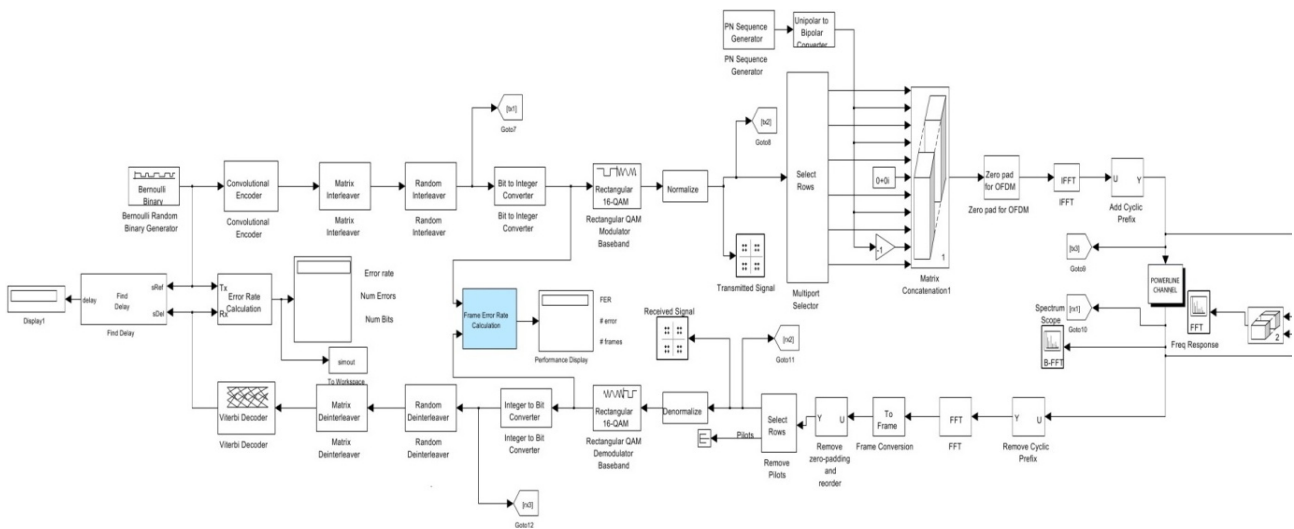 PN Sequence
Generator
PN Sequence
Generator
Unipolar to
Bipolar
Converter
[tx1]
Goto7
[tx2]
Goto8
Bernoulli
Binary
Bernoulli Random
Binary Generator
Convolutional
Encoder
Convolutional
Encoder
Matrix
Interleaver
Matrix
Interleaver
Random
Interleaver
Random
Interleaver
Bit to Integer
Converter
Bit to Integer
Converter
Rectangular
16-QAM
Rectangular QAM
Modulator
Baseband
Normalize
Transmitted Signal
Select
Rows
Multiport
Selector
0+0i
-1
1
Matrix
Concatenation1
Zero pad
for OFDM
Zero pad for OFDM
IFFT
IFFT
U
Y
Add Cyclic
Prefix
[tx3]
Goto9
POWERLINE
CHANNEL
[rx1]
Goto10
Spectrum
Scope
B-FFT
FFT
Freq Response
2
Display1
delay
Find
Delay
sRef
sDel
Find Delay
Tx
Rx
Error Rate
Calculation
Error rate
Num Errors
Num Bits
simout
To Workspace
Frame Error Rate
Calculation
FER
# error
# frames
Performance Display
Received Signal
[rx2]
Goto11
Viterbi Decoder
Viterbi Decoder
Matrix
Deinterleaver
Matrix
Deinterleaver
Random
Deinterleaver
Random
Deinterleaver
Integer to Bit
Converter
Integer to Bit
Converter
[rx3]
Goto12
Rectangular
16-QAM
Rectangular QAM
Demodulator
Baseband
Denormalize
Pilots
Select
Rows
Remove
Pilots
Y
U
Remove
zero-padding
and
reorder
To
Frame
Frame Conversion
FFT
FFT
Y
U
Remove Cyclic
Prefix